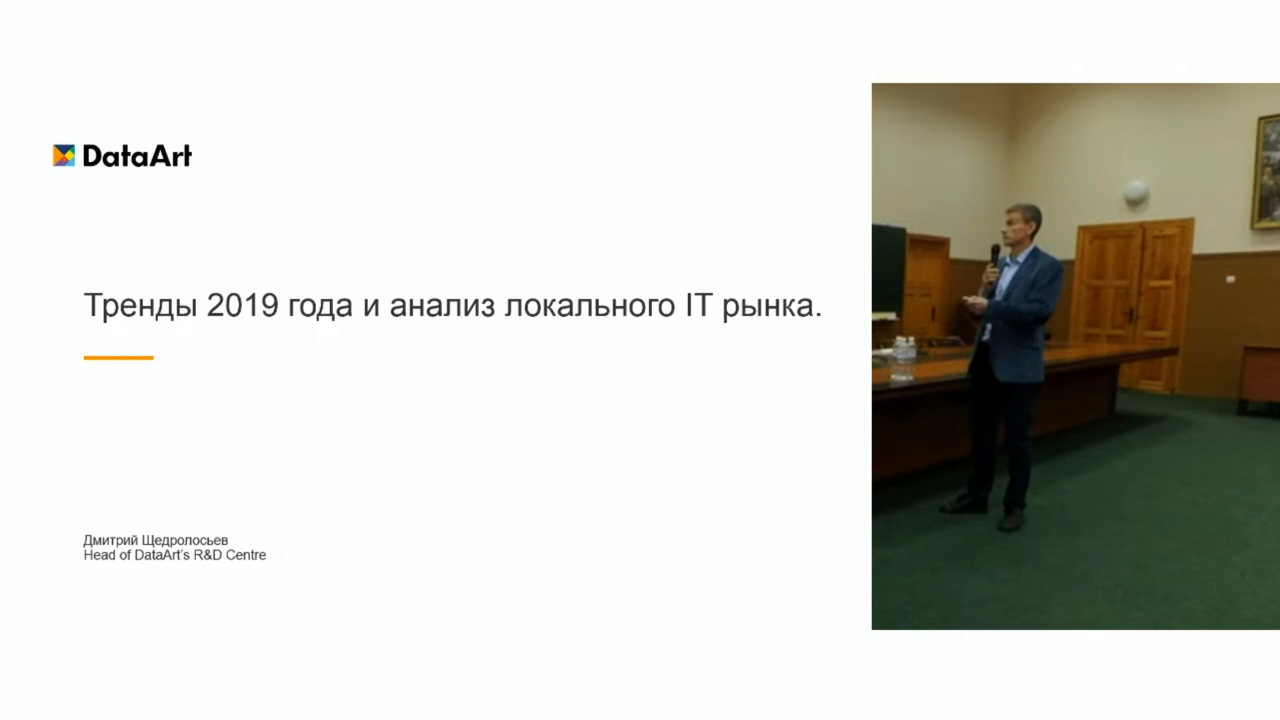 DataArt
Тренды 2019 года и анализ локального IT рынка.
Дмитрий Щедролосьев
Head of DataArt's R&D Centre